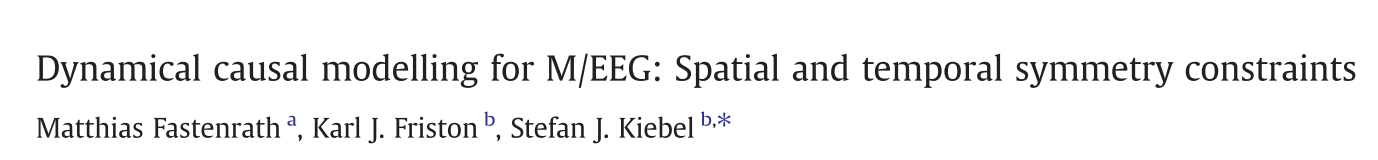 Dynamical causal modelling for M/EEG: Spatial and temporal symmetry constraints
Matthias Fastenrath a, Karl J. Friston b, Stefan J. Kiebel b,*